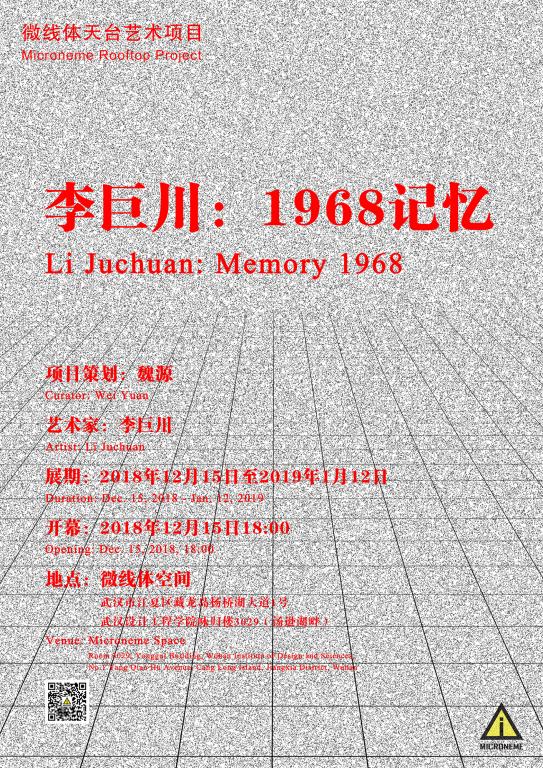 微线体天台艺术项目
Microneme Rooftop Project
李巨川：1968记忆
Li Juchuan: Memory 1968
项目策划：魏源
Curator: Wei Yuan
艺术家：李巨川
Artist: Li Juchuan
展期：2018年12月15日至2019年1月12日
Duration: Dec. 15, 2018 - Jan. 12, 2019
开幕：2018年12月15日18:00
Opening: Dec. 15, 2018, 18:00
地点：微线体空间
武汉市江夏区藏龙岛杨桥湖大道1号
武汉设计工程学院咏归楼3029（汤逊湖畔）
Venue: Microneme Space
Room 3029, Yonggui Building, Wuhan Institute of Design and Sciences,
No.1 Yang Qiao Hu Avenue, Cang Long Island, Jiangxia District, Wuhan
MICRONEME